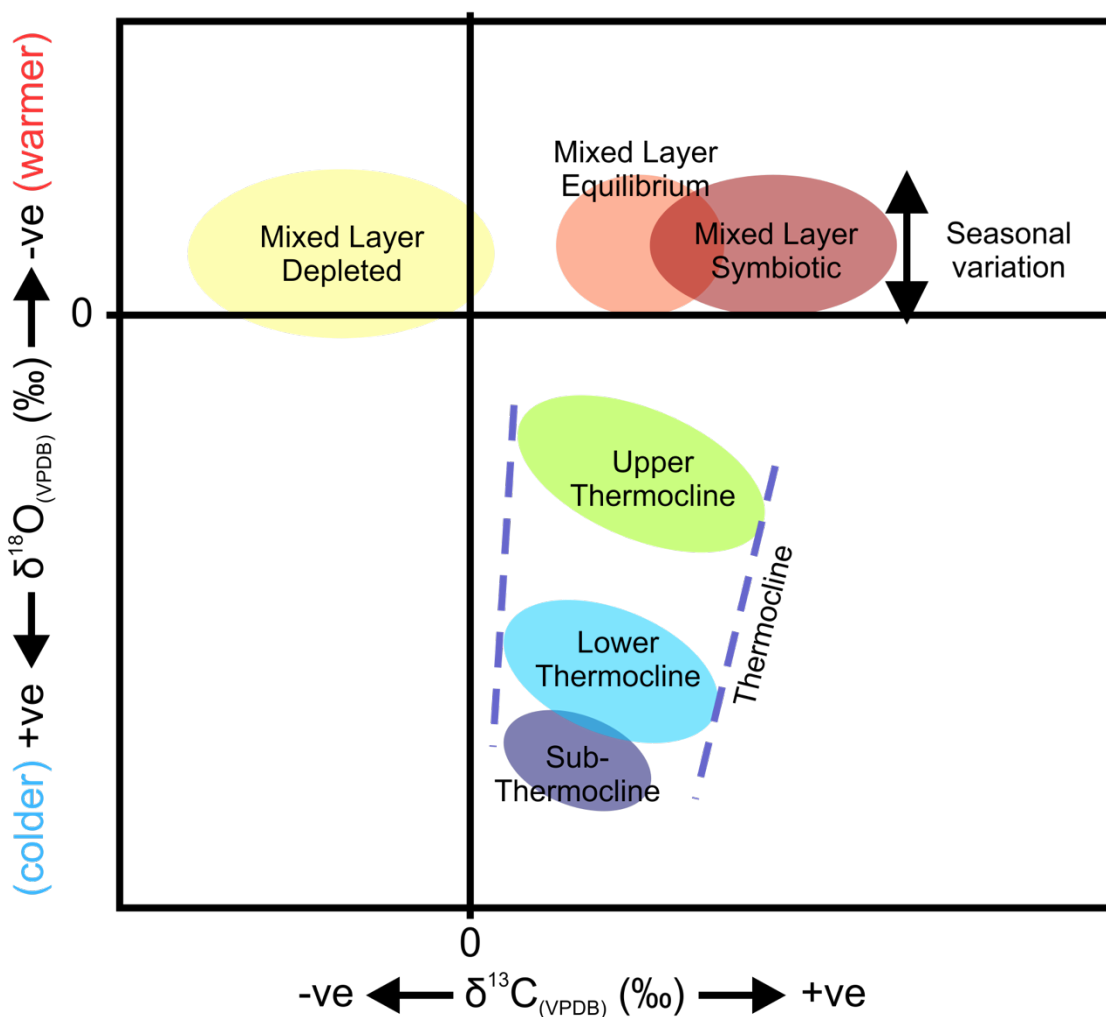 (colder) +ve ← δ¹⁸O(VPDB) (‰) → -ve (warmer)
0
Mixed Layer
Equilibrium
Mixed Layer
Depleted
Mixed Layer
Symbiotic
Seasonal
variation
Upper
Thermocline
Lower
Thermocline
Thermocline
Sub-
Thermocline
0
-ve ← δ¹³C(VPDB) (‰) → +ve